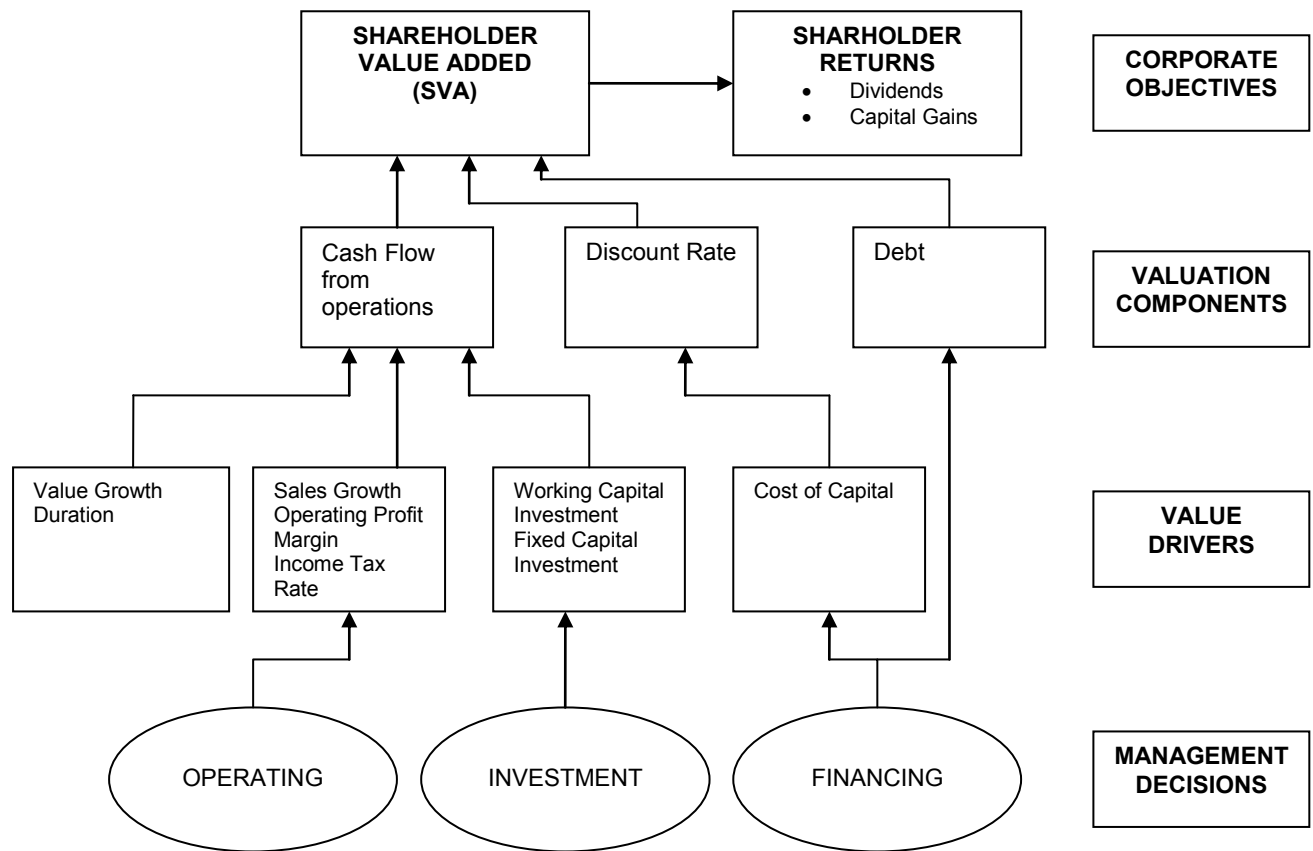 SHAREHOLDER
VALUE ADDED
(SVA)
SHARHOLDER
RETURNS
• Dividends
• Capital Gains
CORPORATE
OBJECTIVES
Cash Flow
from
operations
Discount Rate
Debt
VALUATION
COMPONENTS
Value Growth
Duration
Sales Growth
Operating Profit
Margin
Income Tax
Rate
Working Capital
Investment
Fixed Capital
Investment
Cost of Capital
VALUE
DRIVERS
OPERATING
INVESTMENT
FINANCING
MANAGEMENT
DECISIONS